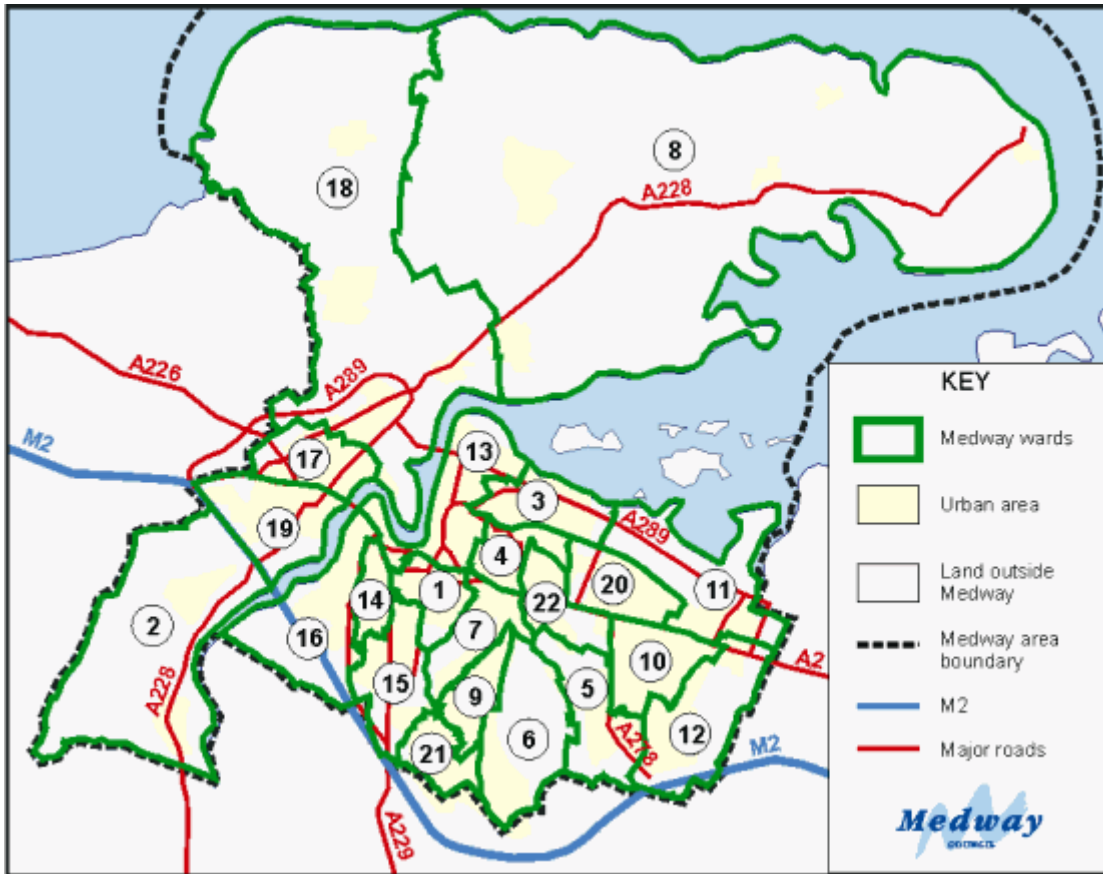 8
18
A228
A226
A289
M2
17
13
3
A289
19
4
20
11
14
1
22
2
16
7
10
A2
15
9
5
A228
6
12
21
A278
M2
A229
KEY
Medway wards
Urban area
Land outside
Medway
Medway area
boundary
M2
Major roads
Medway
COUNCIL